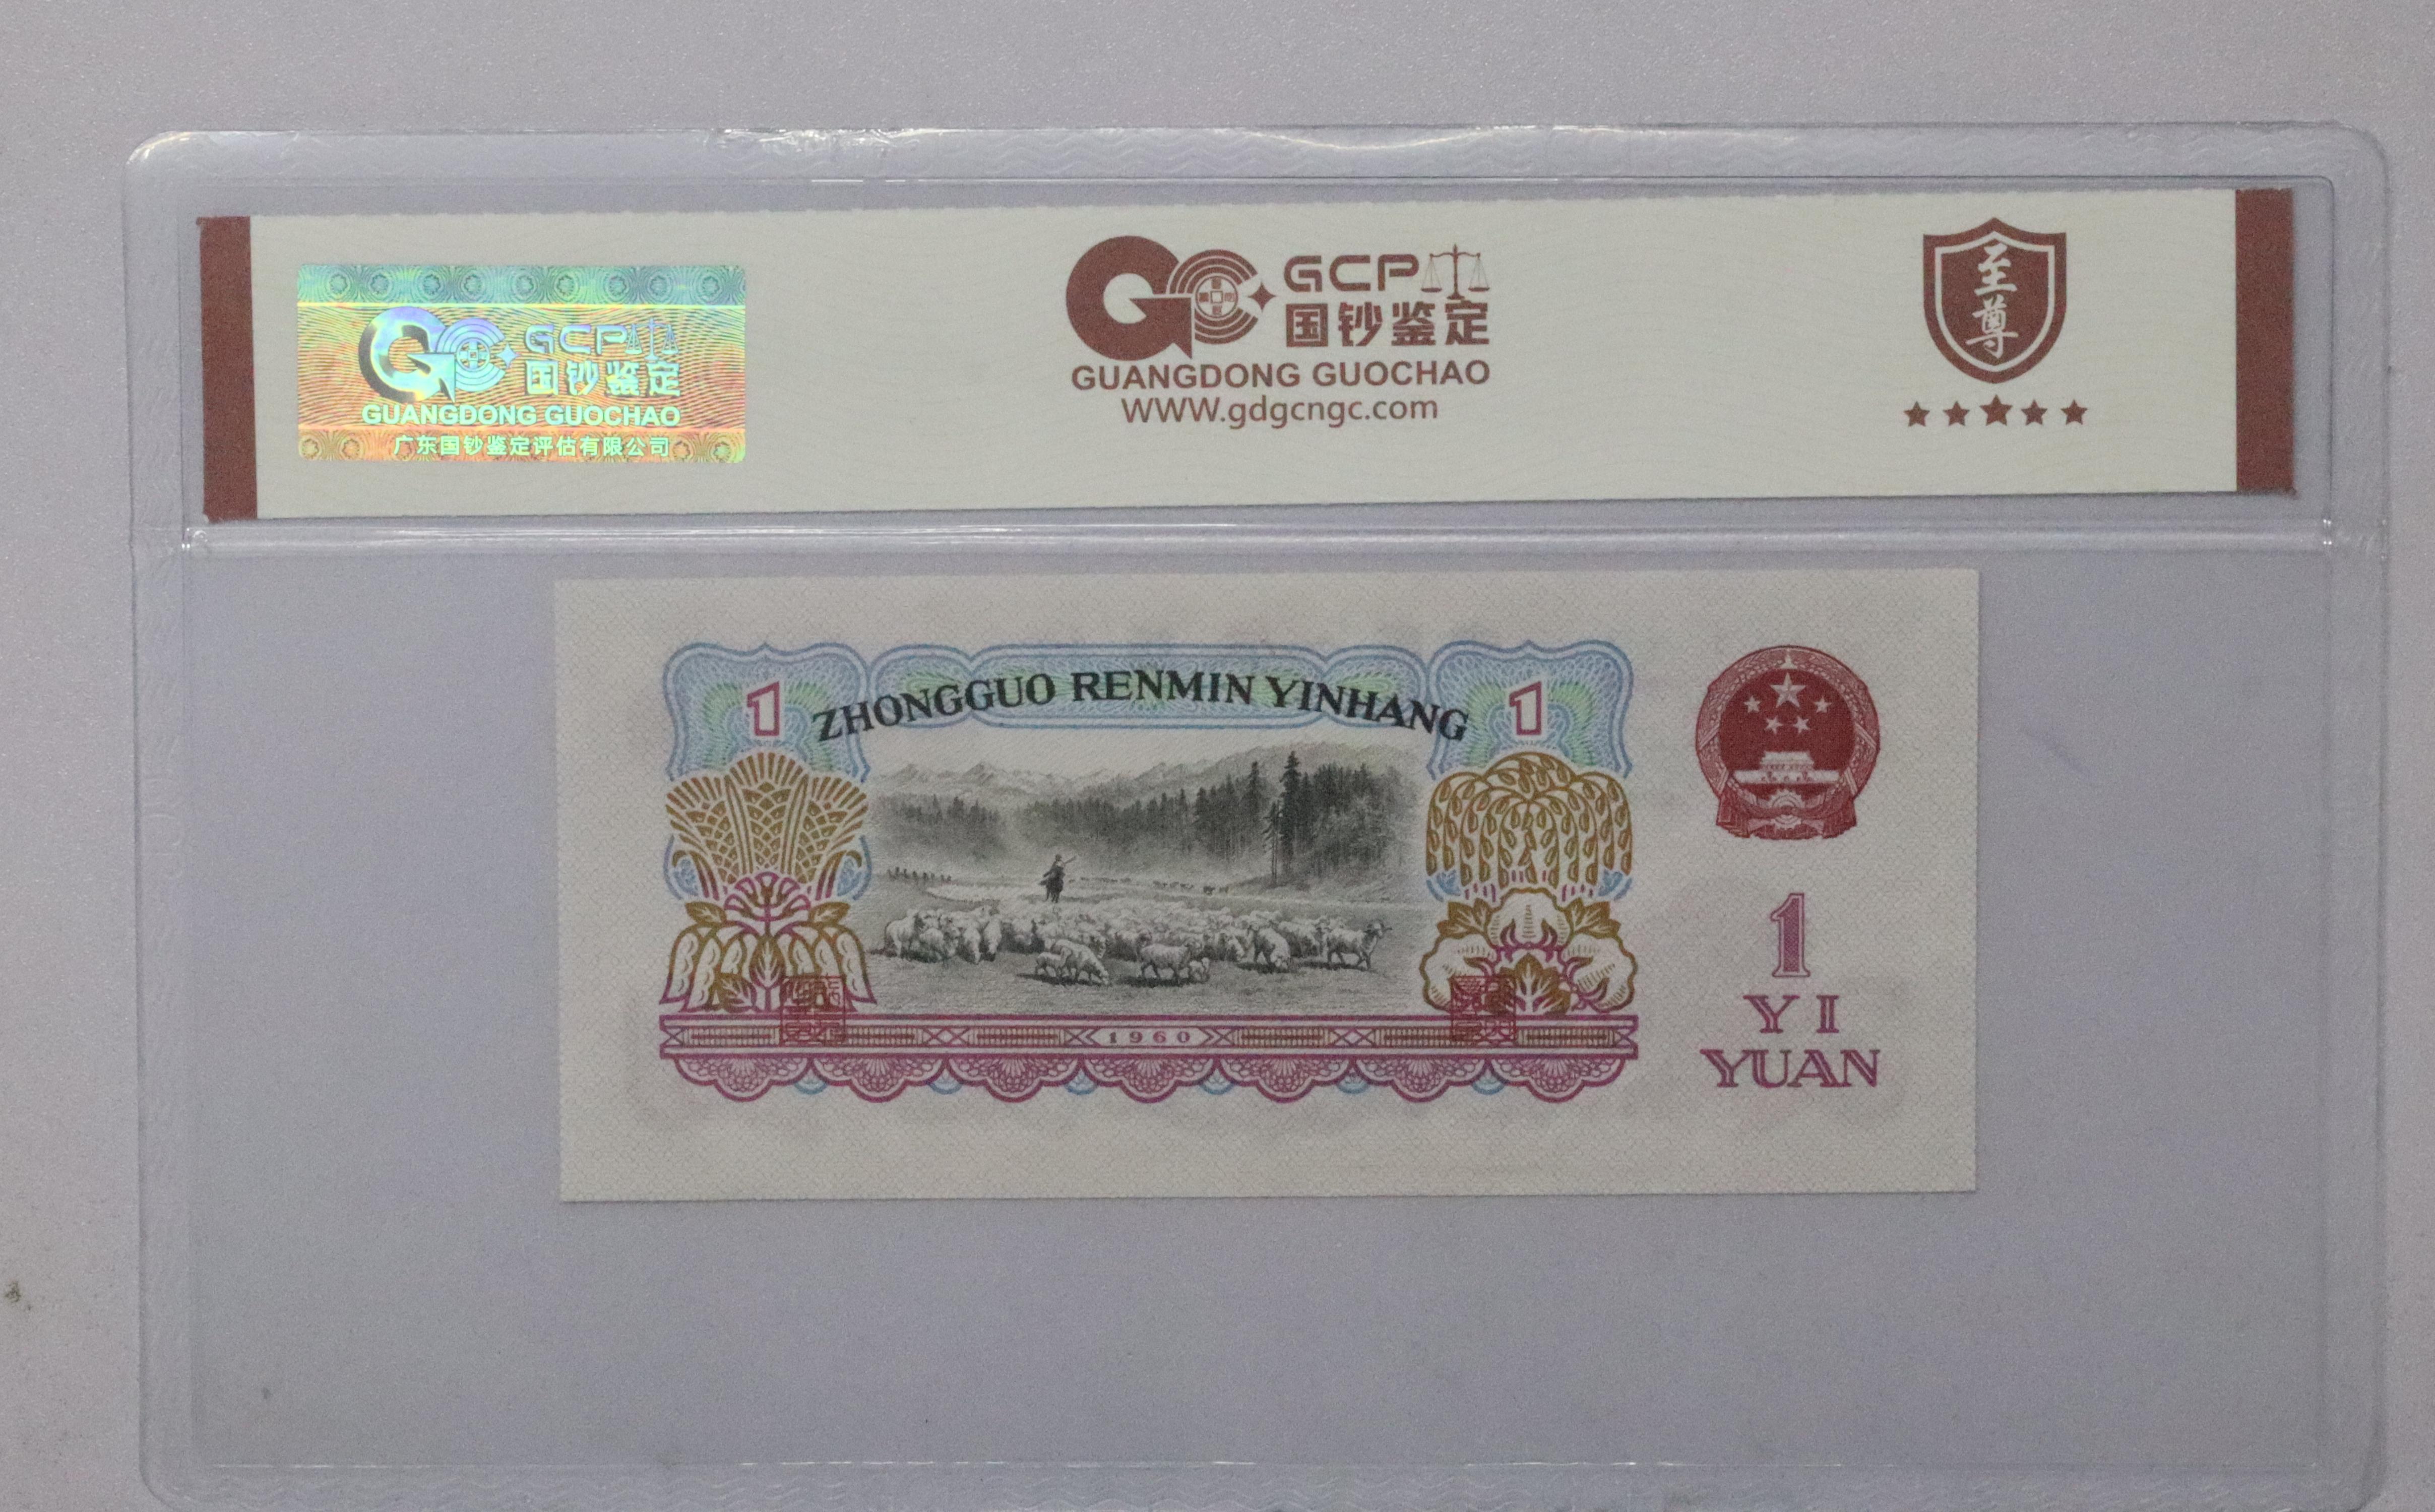 GCP
国钞鉴定
GUANGDONG GUOCHAO
广东国钞鉴定评估有限公司
GCP
国钞鉴定
GUANGDONG GUOCHAO
WWW.gdgcngc.com
至尊
1 ZHONGGUO RENMIN YINHANG 1
1960
1
YI
YUAN